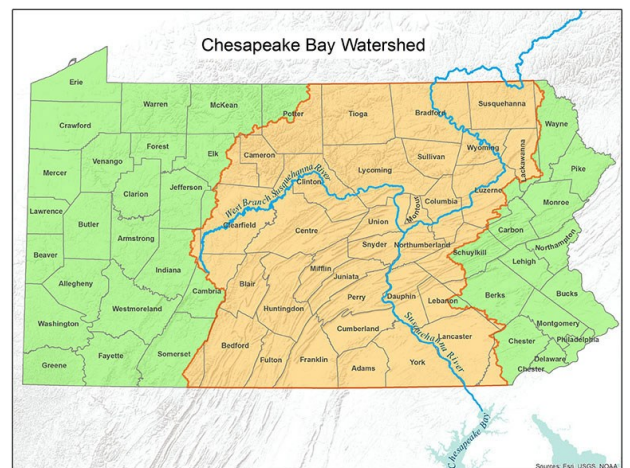 Chesapeake Bay Watershed
Erie
Warren
McKean
Potter
Tioga
Bradford
Susquehanna
Crawford
Wayne
Forest
Elk
Cameron
Sullivan
Wyoming
Lackawanna
Venango
Mercer
Lycoming
Pike
Clinton
West Branch Susquehanna River
Clarion
Jefferson
Luzerne
Columbia
Montour
Monroe
Lawrence
Butler
Clearfield
Union
Centre
Carbon
Armstrong
Snyder
Northumberland
Northampton
Beaver
Schuylkill
Lehigh
Indiana
Mifflin
Juniata
Allegheny
Cambria
Blair
Perry
Dauphin
Lebanon
Berks
Bucks
Westmoreland
Huntingdon
Washington
Cumberland
Susquehanna River
Lancaster
Montgomery
Philadelphia
Chester
Bedford
Somerset
Fayette
Greene
Fulton
Franklin
Adams
York
Delaware
Chester
Chesapeake Bay
Sources: Esri, USGS, NOAA